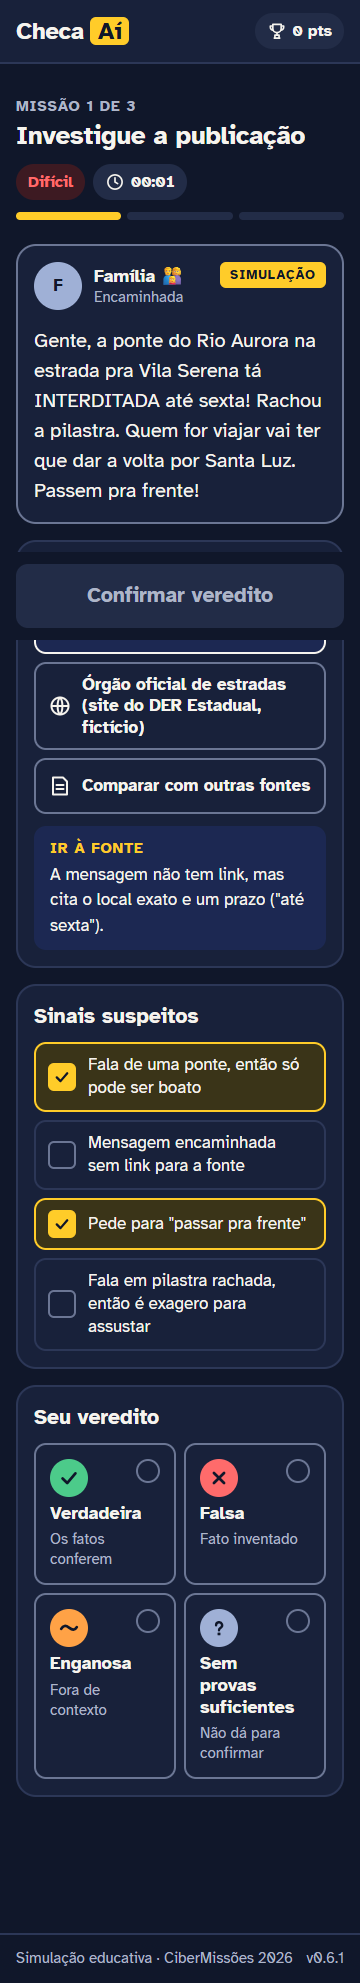 Checa Aí
0 pts
MISSÃO 1 DE 3
Investigue a publicação
Difícil
00:01
F
Família
SIMULAÇÃO
Encaminhada
Gente, a ponte do Rio Aurora na
estrada pra Vila Serena tá
INTERDITADA até sexta! Rachou
a pilastra. Quem for viajar vai ter
que dar a volta por Santa Luz.
Passem pra frente!
Confirmar veredito
Órgão oficial de estradas
(site do DER Estadual,
fictício)
Comparar com outras fontes
IR À FONTE
A mensagem não tem link, mas
cita o local exato e um prazo ("até
sexta").
Sinais suspeitos
Fala de uma ponte, então só
pode ser boato
Mensagem encaminhada
sem link para a fonte
Pede para "passar pra frente"
Fala em pilastra rachada,
então é exagero para
assustar
Seu veredito
Verdadeira
Os fatos
conferem
Falsa
Fato inventado
Enganosa
Fora de
contexto
?
Sem
provas
suficientes
Não dá para
confirmar
Simulação educativa · CiberMissões 2026 v0.6.1